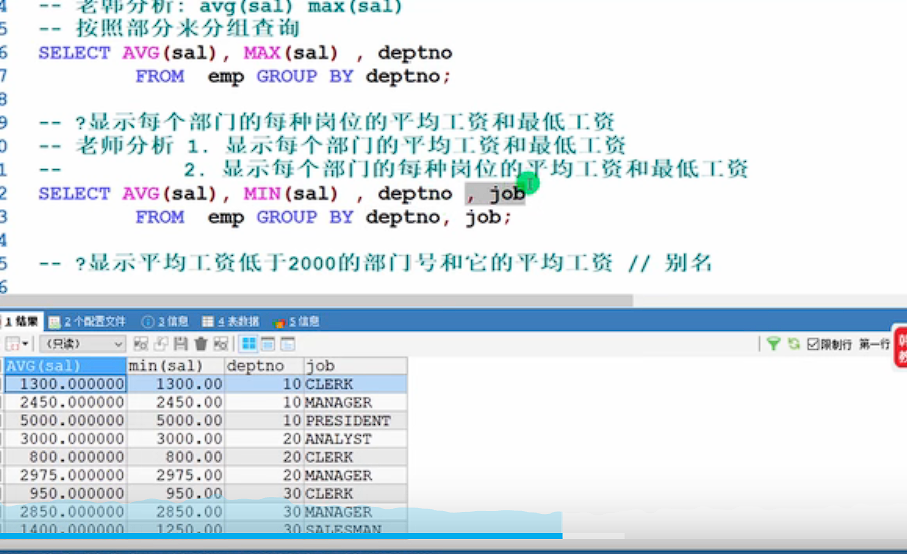 4 -- 老韩分析: avg(sal) max(sal)
5 -- 按照部分来分组查询
6 SELECT AVG(sal), MAX(sal) , deptno
7 FROM emp GROUP BY deptno;
8
9 -- ?显示每个部门的每种岗位的平均工资和最低工资
0 -- 老师分析 1. 显示每个部门的平均工资和最低工资
1 -- 2. 显示每个部门的每种岗位的平均工资和最低工资
2 SELECT AVG(sal), MIN(sal) , deptno , job
3 FROM emp GROUP BY deptno, job;
4
5 -- ?显示平均工资低于2000的部门号和它的平均工资 // 别名
6
1 结果 2 个配置文件 3 信息 4 表数据 5 信息
(只读) 限制行 第一行
AVG(sal) min(sal) deptno job
1300.000000 1300.00 10 CLERK
2450.000000 2450.00 10 MANAGER
5000.000000 5000.00 10 PRESIDENT
3000.000000 3000.00 20 ANALYST
800.000000 800.00 20 CLERK
2975.000000 2975.00 20 MANAGER
950.000000 950.00 30 CLERK
2850.000000 2850.00 30 MANAGER
1400.000000 1250.00 30 SALESMAN